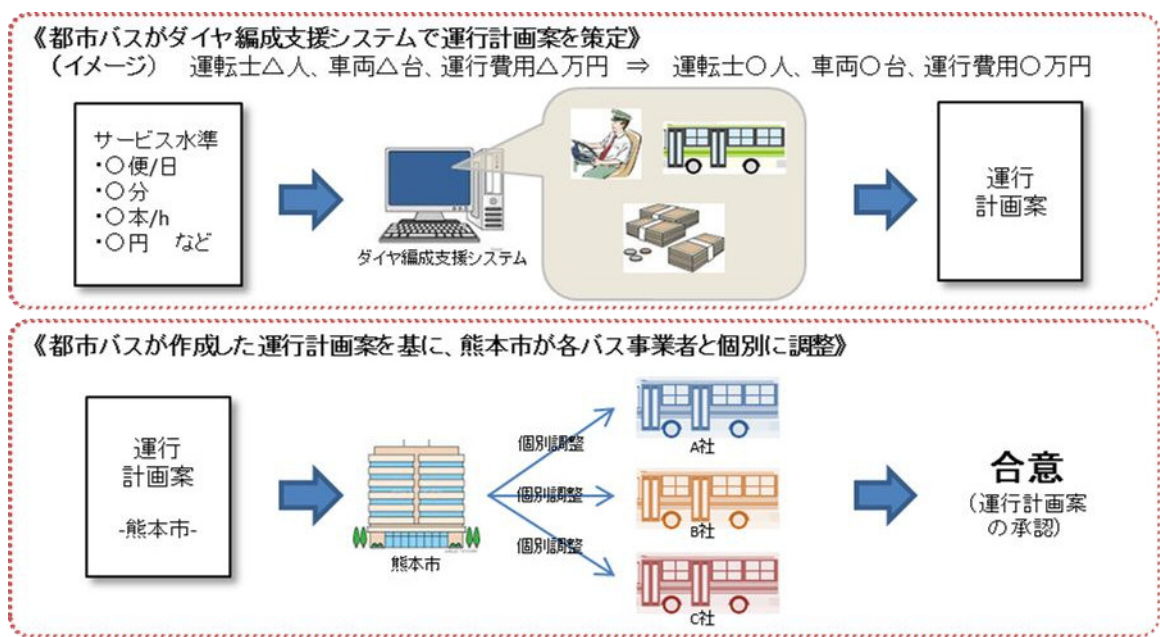 《都市バスがダイヤ編成支援システムで運行計画案を策定》
(イメージ) 運転士△人、車両△台、運行費用△万円 ⇒ 運転士○人、車両○台、運行費用○万円
サービス水準
・○便/日
・○分
・○本/h
・○円 など
ダイヤ編成支援システム
運行
計画案
《都市バスが作成した運行計画案を基に、熊本市が各バス事業者と個別に調整》
運行
計画案
-熊本市-
熊本市
個別調整
個別調整
個別調整
A社
B社
C社
合意
(運行計画案
の承認)